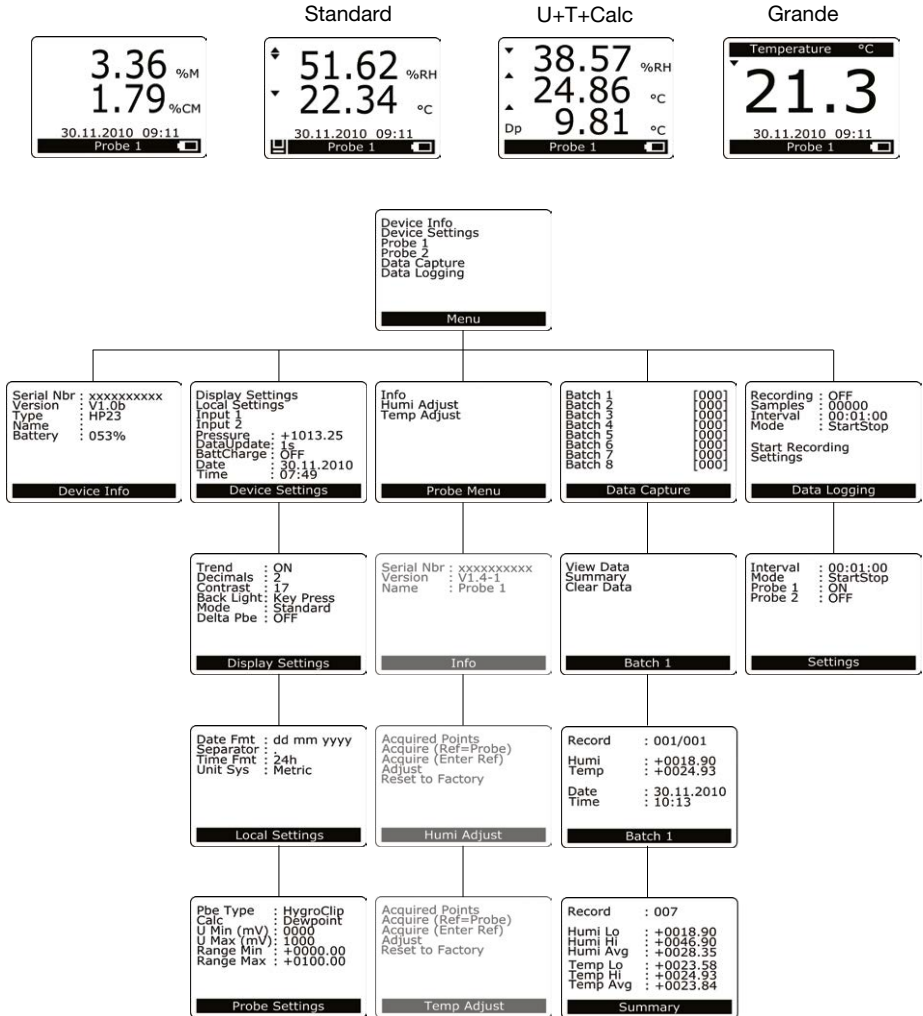 Standard
U+T+Calc
Grande
3.36 %M
1.79 %CM
30.11.2010 09:11
Probe 1
51.62 %RH
22.34 °C
30.11.2010 09:11
Probe 1
38.57 %RH
24.86 °C
Dp 9.81 °C
Probe 1
Temperature °C
21.3
30.11.2010 09:11
Probe 1
Device Info
Device Settings
Probe 1
Probe 2
Data Capture
Data Logging
Menu
Serial Nbr : xxxxxxxxxx
Version : V1.0b
Type : HP23
Name :
Battery : 053%
Device Info
Display Settings
Local Settings
Input 1
Input 2
Pressure : +1013.25
DataUpdate: 1s
BattCharge : OFF
Date : 30.11.2010
Time : 07:49
Device Settings
Info
Humi Adjust
Temp Adjust
Probe Menu
Batch 1 [000]
Batch 2 [000]
Batch 3 [000]
Batch 4 [000]
Batch 5 [000]
Batch 6 [000]
Batch 7 [000]
Batch 8 [000]
Data Capture
Recording : OFF
Samples : 00000
Interval : 00:01:00
Mode : StartStop
Start Recording
Settings
Data Logging
Trend : ON
Decimals : 2
Contrast : 17
Back Light : Key Press
Mode : Standard
Delta Pbe : OFF
Display Settings
Serial Nbr : xxxxxxxxxx
Version : V1.4-1
Name : Probe 1
Info
View Data
Summary
Clear Data
Batch 1
Interval : 00:01:00
Mode : StartStop
Probe 1 : ON
Probe 2 : OFF
Settings
Date Fmt : dd mm yyyy
Separator : .
Time Fmt : 24h
Unit Sys : Metric
Local Settings
Acquired Points
Acquire (Ref=Probe)
Acquire (Enter Ref)
Adjust
Reset to Factory
Humi Adjust
Record : 001/001
Humi : +0018.90
Temp : +0024.93
Date : 30.11.2010
Time : 10:13
Batch 1
Pbe Type : HygroClip
Calc : Dewpoint
U Min (mV) : 0000
U Max (mV) : 1000
Range Min : +0000.00
Range Max : +0100.00
Probe Settings
Acquired Points
Acquire (Ref=Probe)
Acquire (Enter Ref)
Adjust
Reset to Factory
Temp Adjust
Record : 007
Humi Lo : +0018.90
Humi Hi : +0046.90
Humi Avg : +0028.35
Temp Lo : +0023.58
Temp Hi : +0024.93
Temp Avg : +0023.84
Summary